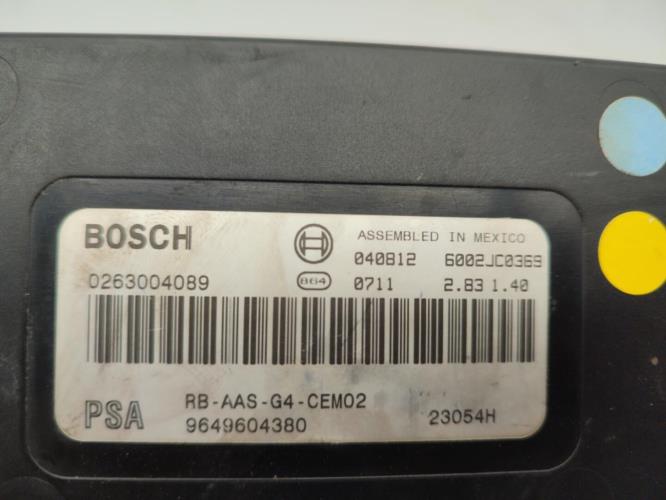 BOSCH
ASSEMBLED IN MEXICO
040812 6002JC0369
0263004089 864 0711 2.83 1.40
RB-AAS-G4-CEM02
PSA 9649604380 23054H